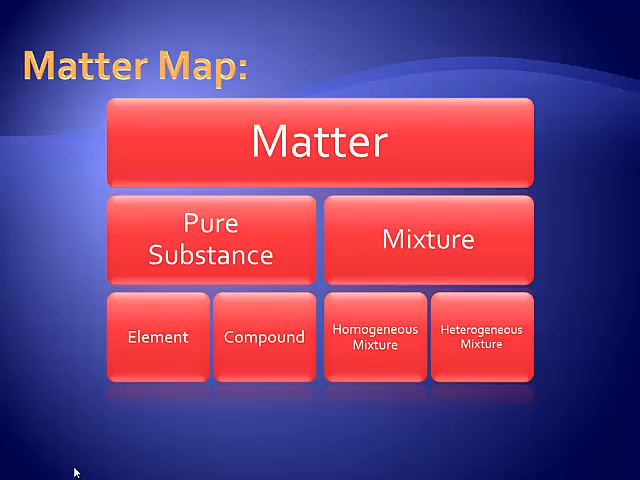 Matter Map:
Matter
Pure
Substance
Mixture
Element
Compound
Homogeneous
Mixture
Heterogeneous
Mixture